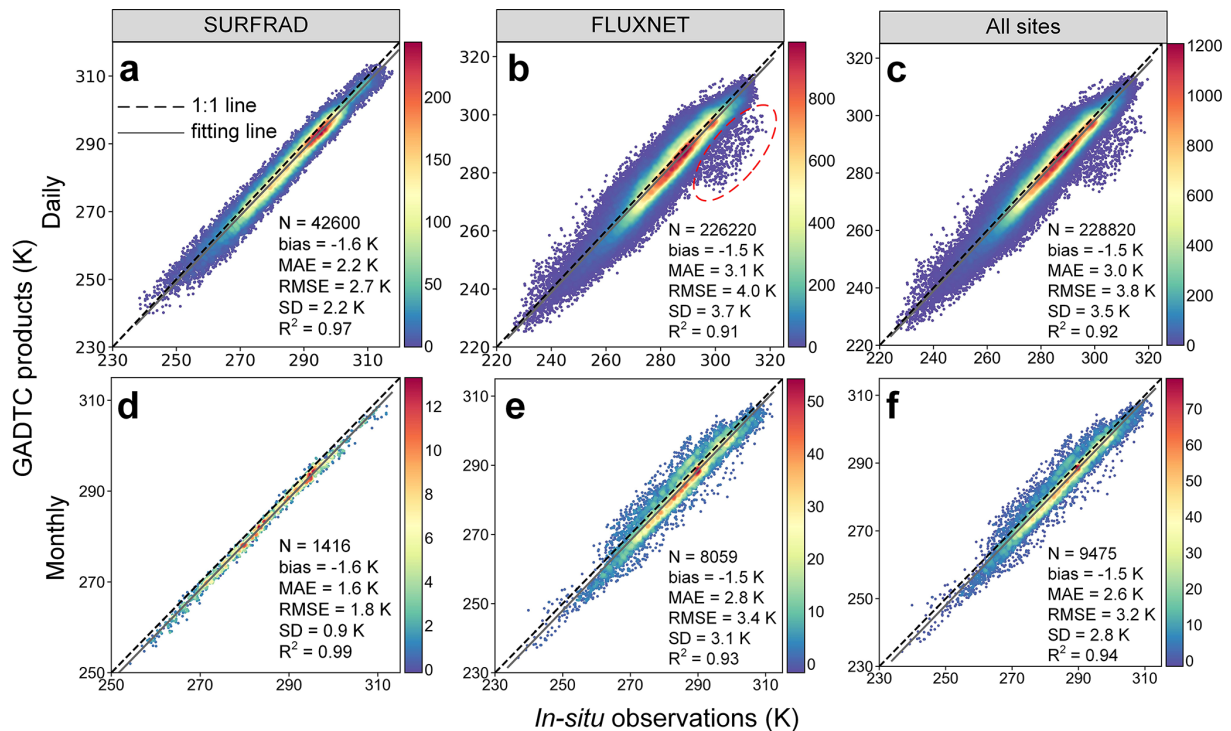 SURFRAD
FLUXNET
All sites
GADTC products (K)
Daily
a
1:1 line
fitting line
310
290
270
250
230
230
250
270
290
310
N = 42600
bias = -1.6 K
MAE = 2.2 K
RMSE = 2.7 K
SD = 2.2 K
R² = 0.97
200
150
100
50
0
b
320
300
280
260
240
220
220
240
260
280
300
320
N = 226220
bias = -1.5 K
MAE = 3.1 K
RMSE = 4.0 K
SD = 3.7 K
R² = 0.91
800
600
400
200
0
c
320
300
280
260
240
220
220
240
260
280
300
320
N = 228820
bias = -1.5 K
MAE = 3.0 K
RMSE = 3.8 K
SD = 3.5 K
R² = 0.92
1200
1000
800
600
400
200
0
Monthly
d
310
290
270
250
250
270
290
310
N = 1416
bias = -1.6 K
MAE = 1.6 K
RMSE = 1.8 K
SD = 0.9 K
R² = 0.99
12
10
8
6
4
2
0
e
310
290
270
250
230
230
250
270
290
310
N = 8059
bias = -1.5 K
MAE = 2.8 K
RMSE = 3.4 K
SD = 3.1 K
R² = 0.93
50
40
30
20
10
0
f
310
290
270
250
230
230
250
270
290
310
N = 9475
bias = -1.5 K
MAE = 2.6 K
RMSE = 3.2 K
SD = 2.8 K
R² = 0.94
70
60
50
40
30
20
10
0
In-situ observations (K)